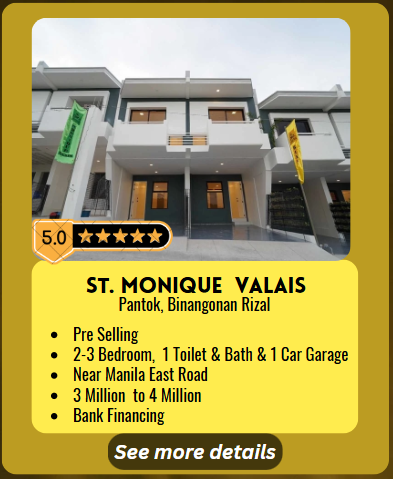 5.0
ST. MONIQUE VALAIS
Pantok, Binangonan Rizal
Pre Selling
2-3 Bedroom, 1 Toilet & Bath & 1 Car Garage
Near Manila East Road
3 Million to 4 Million
Bank Financing
See more details